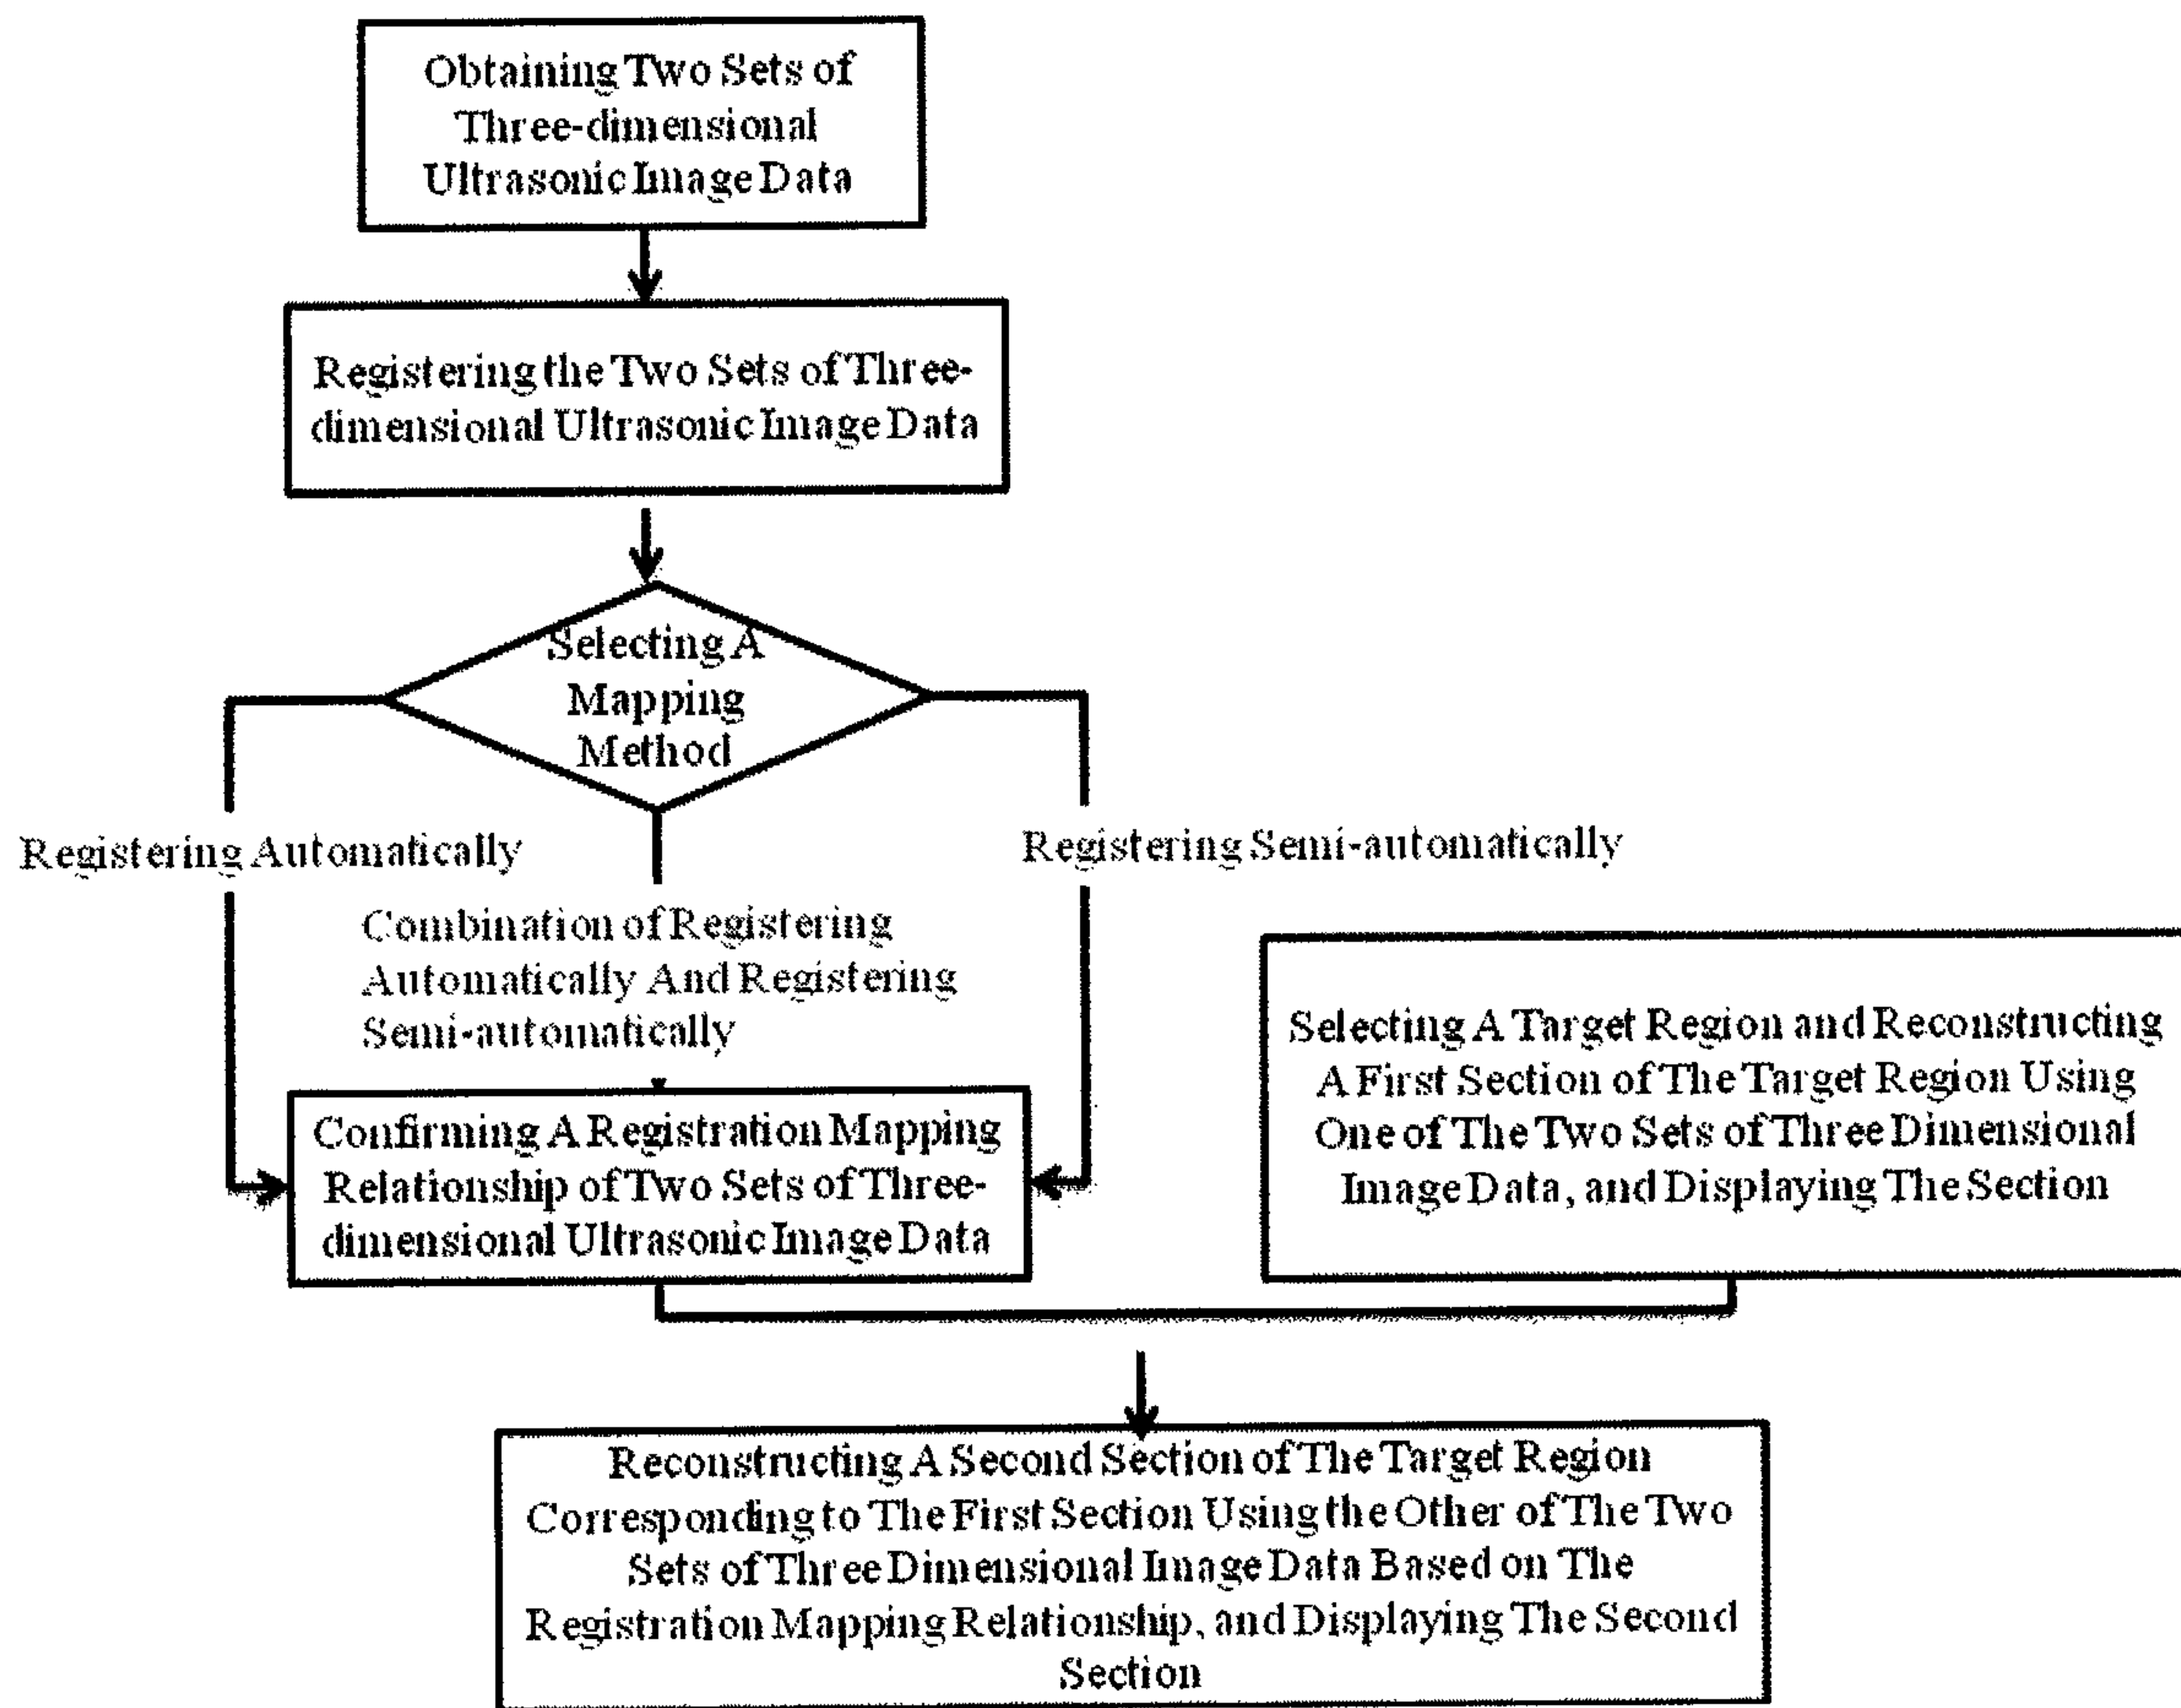 Obtaining Two Sets of
Three-dimensional
Ultrasonic Image Data
Registering the Two Sets of Three-
dimensional Ultrasonic Image Data
Selecting A
Mapping
Method
Registering Automatically
Registering Semi-automatically
Combination of Registering
Automatically And Registering
Semi-automatically
Selecting A Target Region and Reconstructing
A First Section of The Target Region Using
One of The Two Sets of Three Dimensional
Image Data, and Displaying The Section
Confirming A Registration Mapping
Relationship of Two Sets of Three-
dimensional Ultrasonic Image Data
Reconstructing A Second Section of The Target Region
Corresponding to The First Section Using the Other of The Two
Sets of Three Dimensional Image Data Based on The
Registration Mapping Relationship, and Displaying The Second
Section